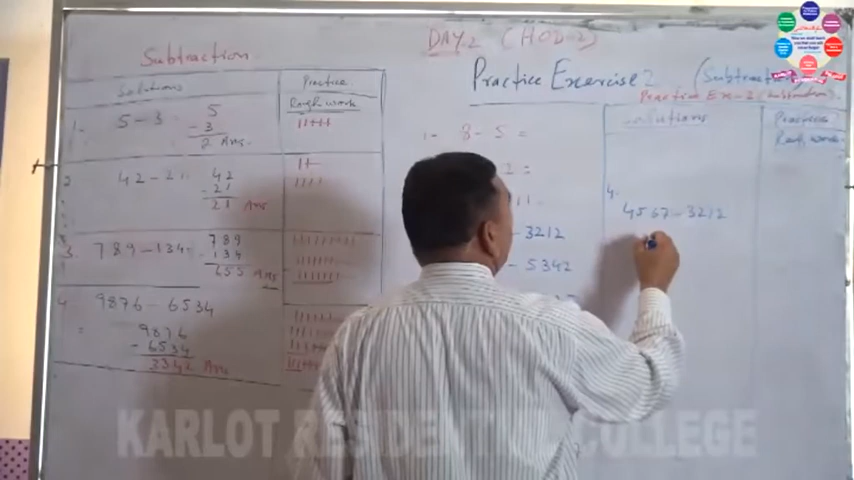 Subtraction
Solutions
Practice
Rough work
1-
5-3
5
-3
2 Ans.
2
42-21-
42
-21
21 Ans
3.
789-134-
789
-134
655 Ans
4-
9876-6534
=
9876
-6534
3342 Ans
DAY 2 (HOD-2)
Practice Exercise 2 (Subtraction)
Practice Ex-2 (Subtraction).
1- 8-5=
2=
-3212
-5342
Solutions
Practice
Rough work
4.
4567-3212
KARLOT RESIDENTIAL COLLEGE